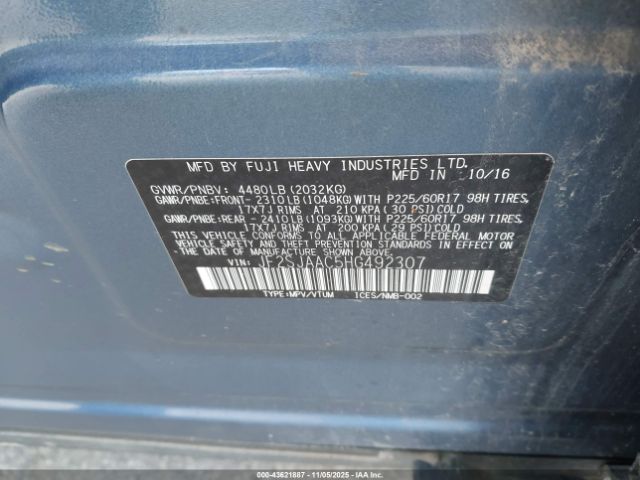 MFD BY FUJI HEAVY INDUSTRIES LTD.
MFD IN 10/16
GVWR/PNBV: 4480LB(2032KG)
GAWR/PNBE:FRONT- 2310LB(1048KG)WITH P225/60R17 98H TIRES,
17X7J RIMS AT 210 KPA(30 PSI)COLD
GAWR/PNBE:REAR - 2410LB(1093KG)WITH P225/60R17 98H TIRES,
17X7J RIMS AT 200 KPA(29 PSI)COLD
THIS VEHICLE CONFORMS TO ALL APPLICABLE FEDERAL MOTOR
VEHICLE SAFETY AND BUMPER STANDARDS IN EFFECT ON
THE DATE OF MANUFACTURE SHOWN ABOVE.
VIN: JF2SJAAC5HG492307
TYPE:MPV/VTUM ICES/NMB-002
00-43621887 - 11/05/2025 - IAA Inc.